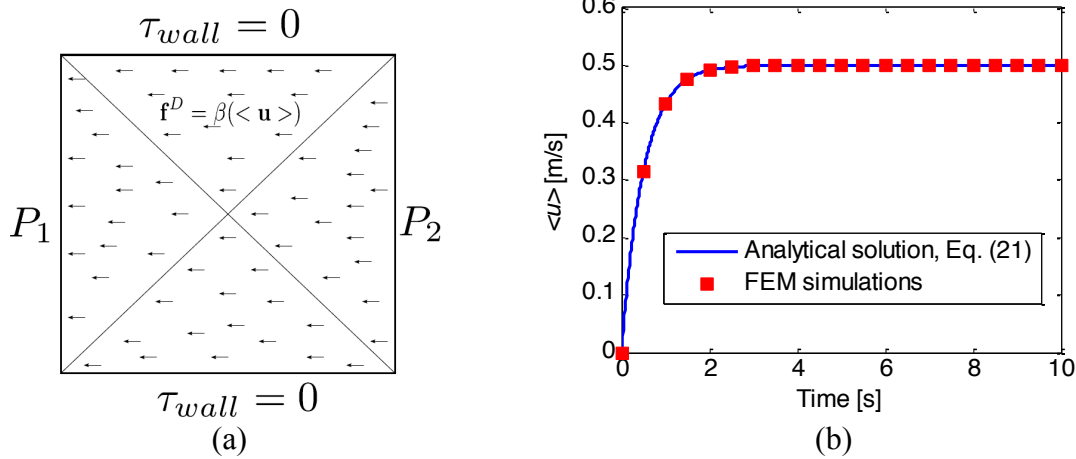 τ_wall = 0
f^D = β(< u >)
P_1
P_2
τ_wall = 0
(a)
0.6
0.5
0.4
0.3
0.2
0.1
0
<u> [m/s]
Analytical solution, Eq. (21)
FEM simulations
0 2 4 6 8 10
Time [s]
(b)